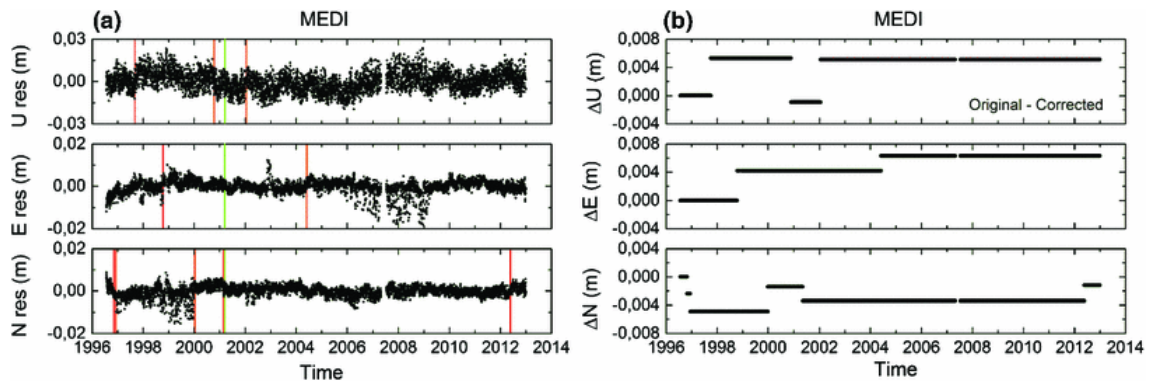 (a) MEDI
0,03
0,00
-0,03
U res (m)
0,02
0,00
-0,02
E res (m)
0,02
0,00
-0,02
N res (m)
1996 1998 2000 2002 2004 2006 2008 2010 2012 2014
Time
(b) MEDI
0,008
0,004
0,000
-0,004
ΔU (m)
Original - Corrected
0,008
0,004
0,000
-0,004
ΔE (m)
0,004
0,000
-0,004
-0,008
ΔN (m)
1996 1998 2000 2002 2004 2006 2008 2010 2012 2014
Time